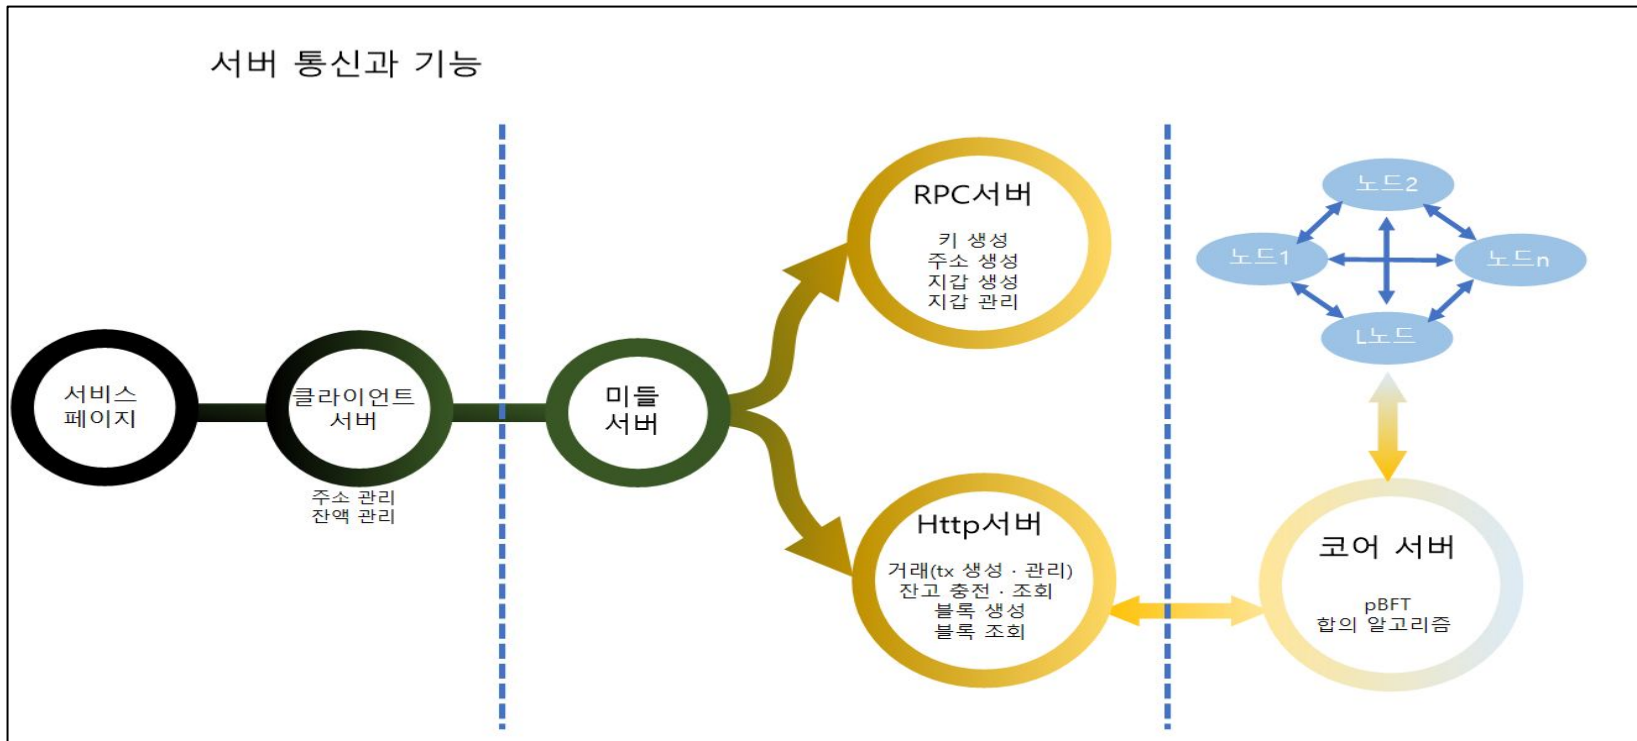 서버 통신과 기능
서비스
페이지
클라이언트
서버
주소 관리
잔액 관리
미들
서버
RPC서버
키 생성
주소 생성
지갑 생성
지갑 관리
Http서버
거래(tx 생성 · 관리)
잔고 충전 · 조회
블록 생성
블록 조회
노드2
노드1
노드n
L노드
코어 서버
pBFT
합의 알고리즘